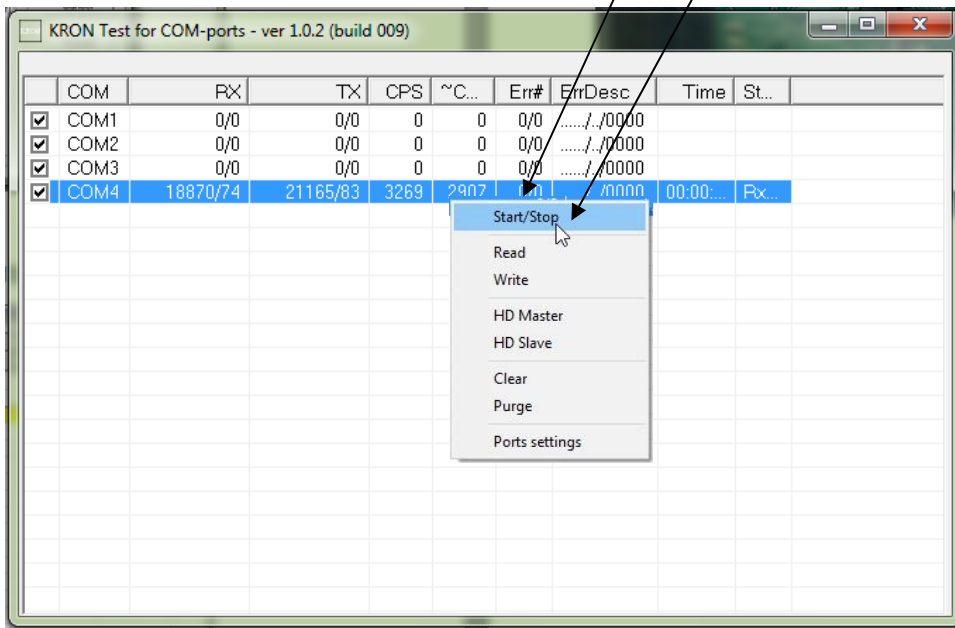 KRON Test for COM-ports - ver 1.0.2 (build 009)
COM RX TX CPS ~C... Err# ErrDesc Time St...
COM1 0/0 0/0 0 0 0/0 ....../../0000
COM2 0/0 0/0 0 0 0/0 ....../../0000
COM3 0/0 0/0 0 0 0/0 ....../../0000
COM4 18870/74 21165/83 3269 2907 0/0 ....../../0000 00:00:... Rx...
Start/Stop
Read
Write
HD Master
HD Slave
Clear
Purge
Ports settings